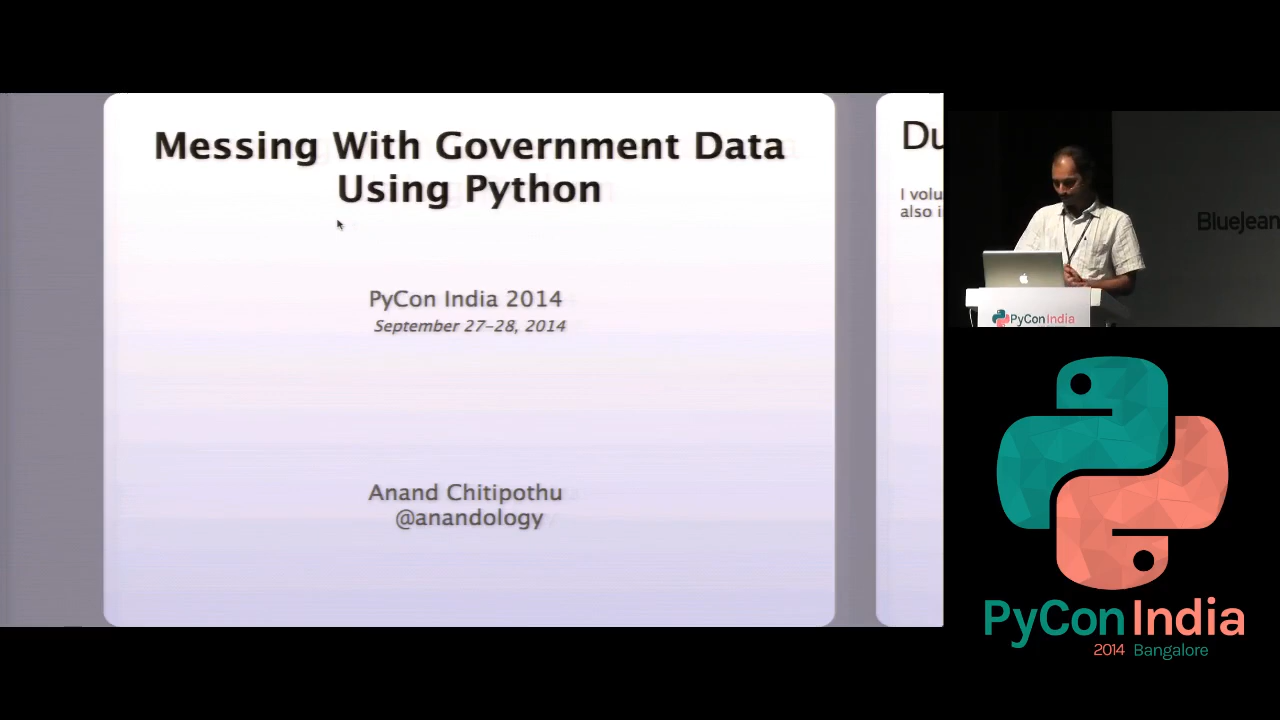 Messing With Government Data
Using Python
PyCon India 2014
September 27–28, 2014
Anand Chitipothu
@anandology
Du
I volu
also i
BlueJean
PyCon India
PyCon India
2014 Bangalore